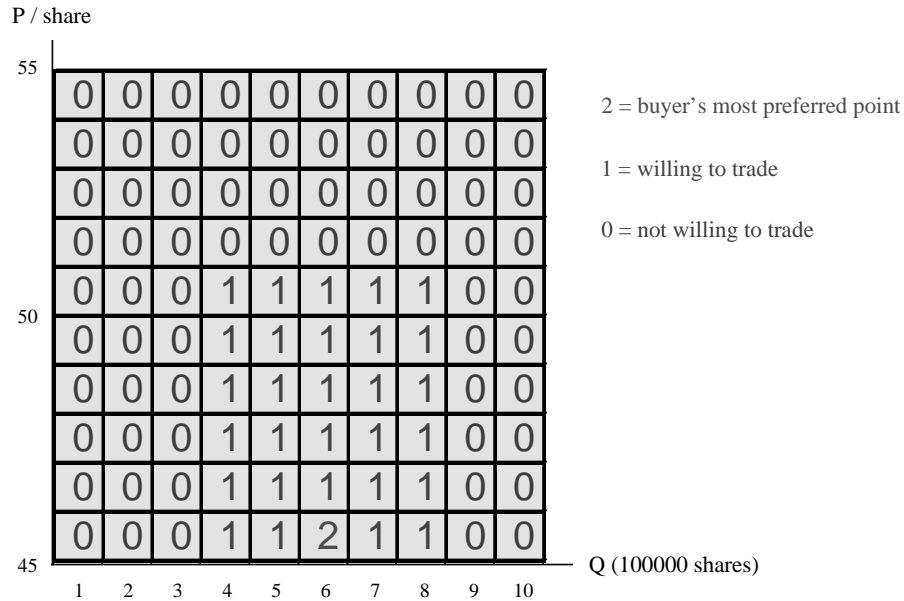 P / share
55
0 0 0 0 0 0 0 0 0 0
2 = buyer’s most preferred point
0 0 0 0 0 0 0 0 0 0
1 = willing to trade
0 0 0 0 0 0 0 0 0 0
0 = not willing to trade
0 0 0 0 0 0 0 0 0 0
0 0 0 1 1 1 1 1 0 0
50
0 0 0 1 1 1 1 1 0 0
0 0 0 1 1 1 1 1 0 0
0 0 0 1 1 1 1 1 0 0
0 0 0 1 1 1 1 1 0 0
0 0 0 1 1 2 1 1 0 0
45
Q (100000 shares)
1 2 3 4 5 6 7 8 9 10